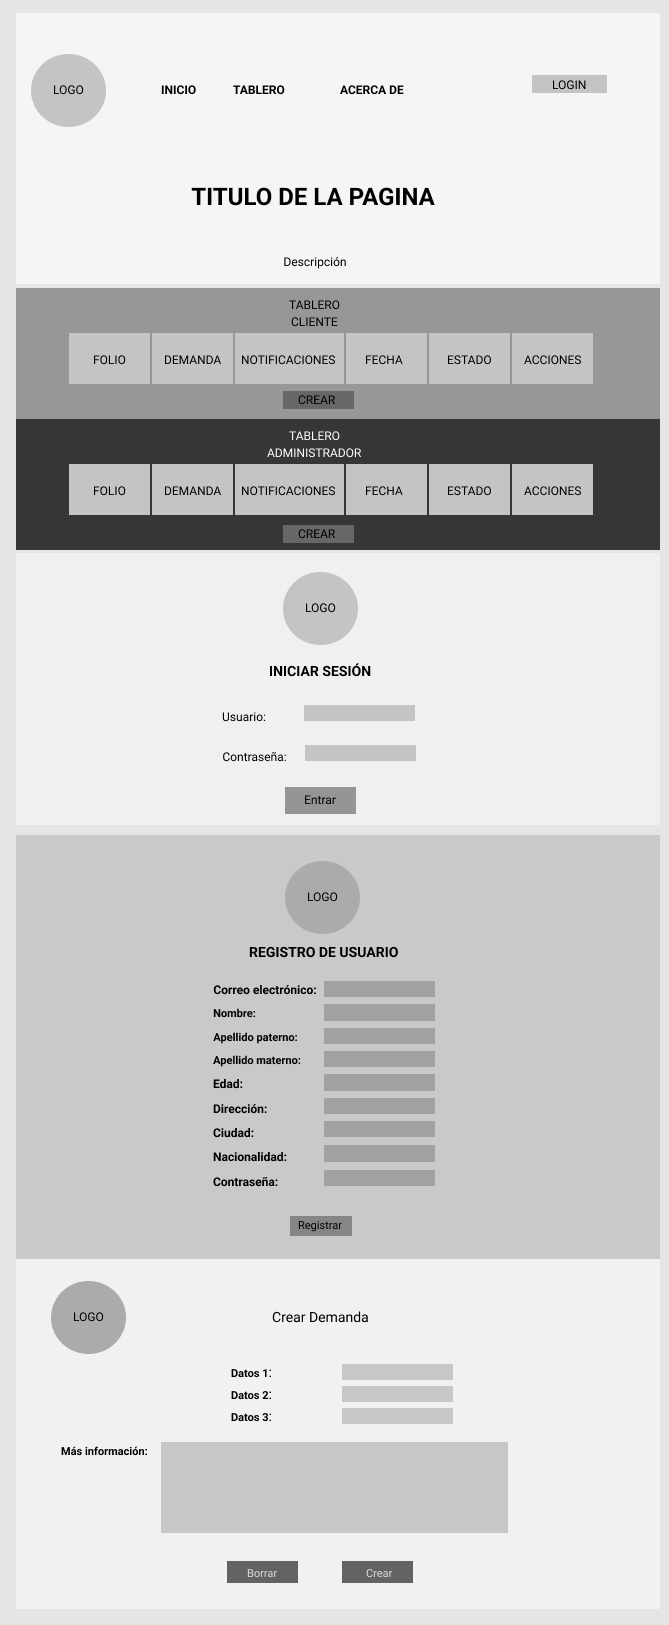 LOGO
INICIO
TABLERO
ACERCA DE
LOGIN
TITULO DE LA PAGINA
Descripción
TABLERO
CLIENTE
FOLIO
DEMANDA
NOTIFICACIONES
FECHA
ESTADO
ACCIONES
CREAR
TABLERO
ADMINISTRADOR
FOLIO
DEMANDA
NOTIFICACIONES
FECHA
ESTADO
ACCIONES
CREAR
LOGO
INICIAR SESIÓN
Usuario:
Contraseña:
Entrar
LOGO
REGISTRO DE USUARIO
Correo electrónico:
Nombre:
Apellido paterno:
Apellido materno:
Edad:
Dirección:
Ciudad:
Nacionalidad:
Contraseña:
Registrar
LOGO
Crear Demanda
Datos 1:
Datos 2:
Datos 3:
Más información:
Borrar
Crear